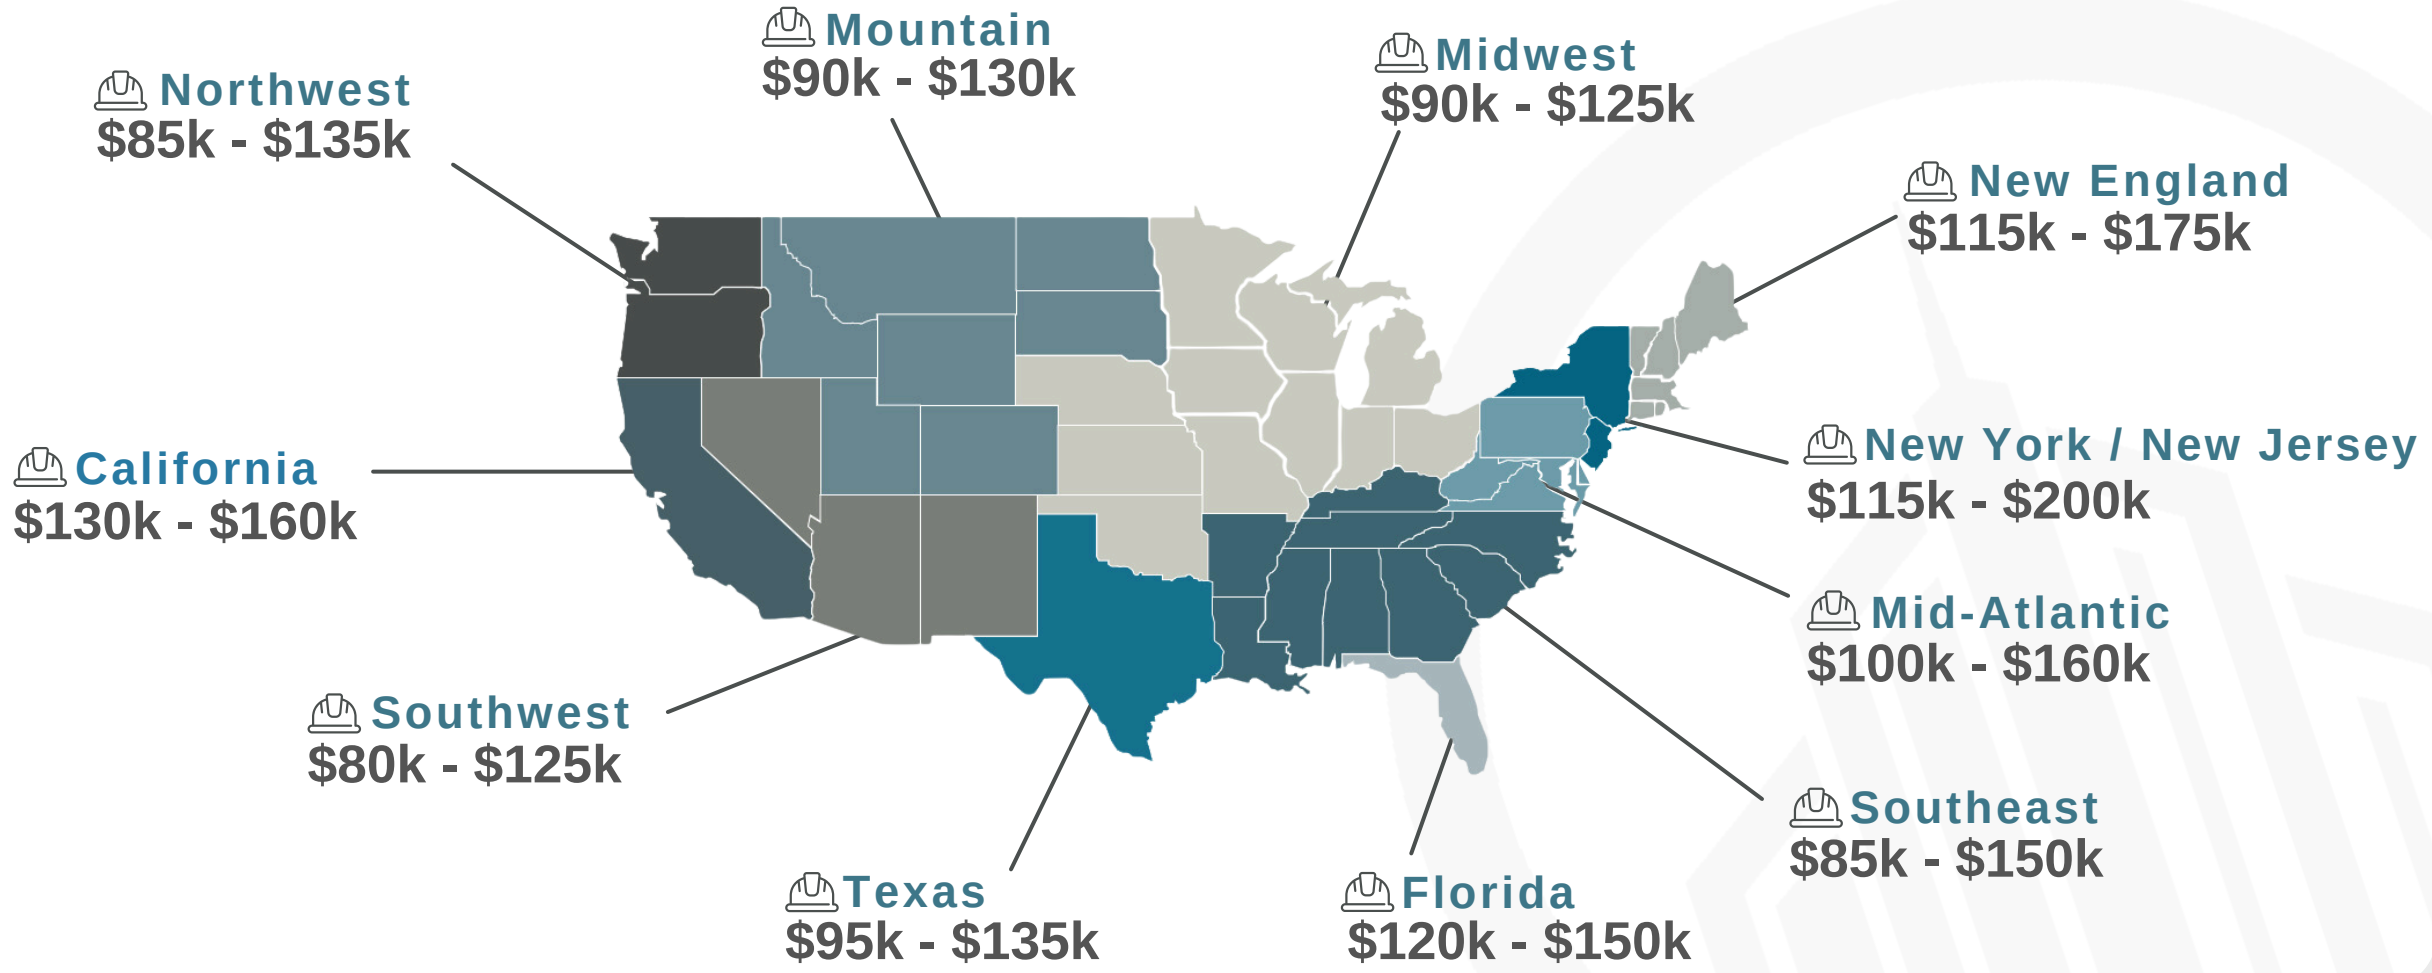 Mountain
$90k - $130k
Midwest
$90k - $125k
Northwest
$85k - $135k
New England
$115k - $175k
California
$130k - $160k
New York / New Jersey
$115k - $200k
Mid-Atlantic
$100k - $160k
Southwest
$80k - $125k
Southeast
$85k - $150k
Texas
$95k - $135k
Florida
$120k - $150k